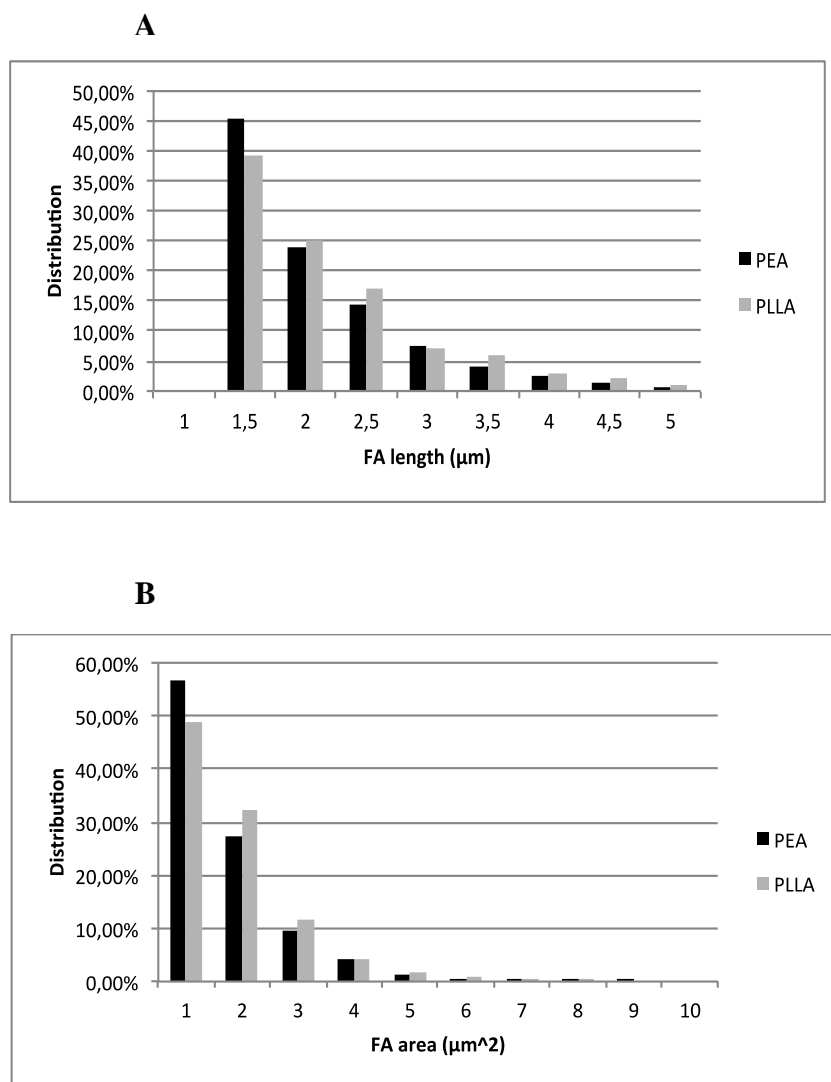 A
50,00%
45,00%
40,00%
35,00%
30,00%
25,00%
20,00%
15,00%
10,00%
5,00%
0,00%
Distribution
1 1,5 2 2,5 3 3,5 4 4,5 5
FA length (µm)
PEA
PLLA
B
60,00%
50,00%
40,00%
30,00%
20,00%
10,00%
0,00%
Distribution
1 2 3 4 5 6 7 8 9 10
FA area (µm^2)
PEA
PLLA